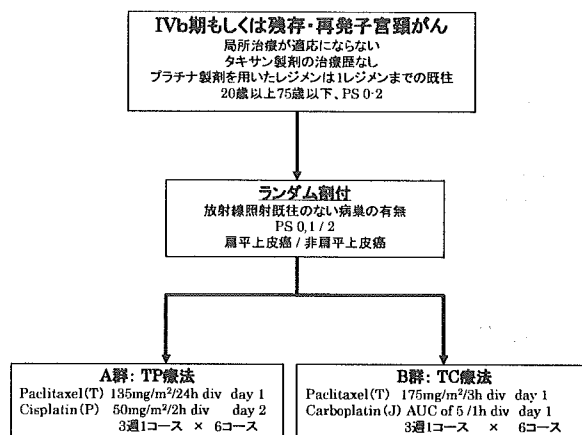 IVb期もしくは残存・再発子宮頸がん
局所治療が適応にならない
タキサン製剤の治療歴なし
プラチナ製剤を用いたレジメンは1レジメンまでの既往
20歳以上75歳以下、PS 0-2
ランダム割付
放射線照射既往のない病巣の有無
PS 0,1 / 2
扁平上皮癌 / 非扁平上皮癌
A群: TP療法
Paclitaxel(T) 135mg/m²/24h div day 1
Cisplatin(P) 50mg/m²/2h div day 2
3週1コース × 6コース
B群: TC療法
Paclitaxel(T) 175mg/m²/3h div day 1
Carboplatin(J) AUC of 5 /1h div day 1
3週1コース × 6コース